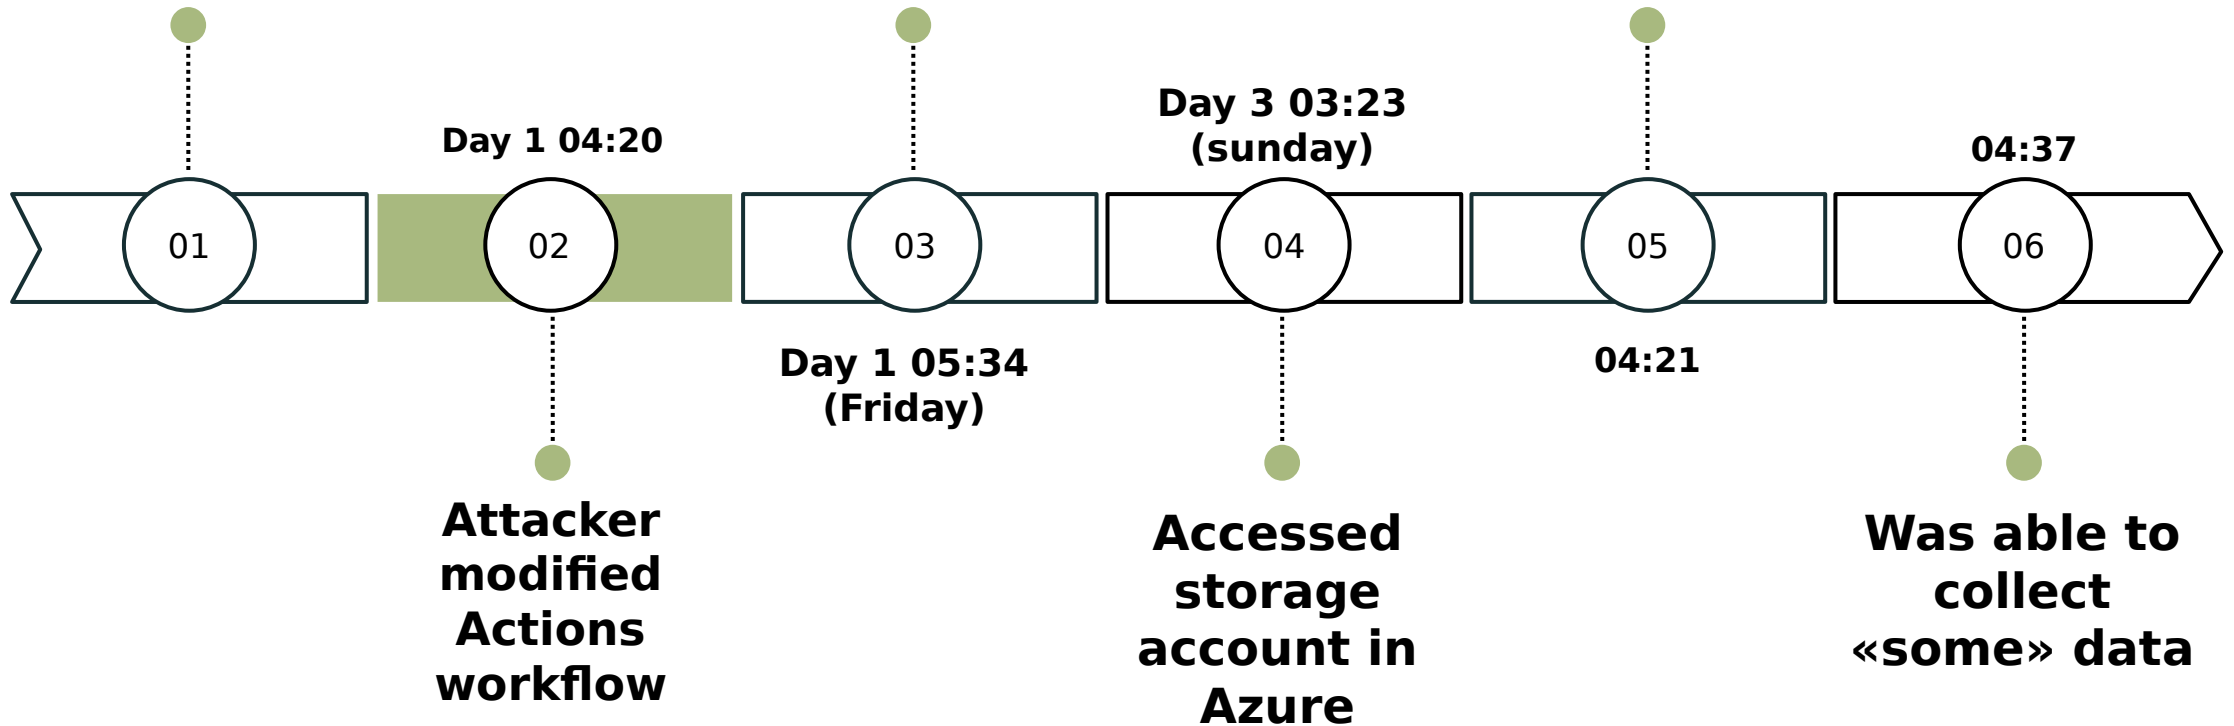 Day 1 04:20
Day 3 03:23
(sunday)
04:37
01
02
03
04
05
06
Day 1 05:34
(Friday)
04:21
Attacker
modified
Actions
workflow
Accessed
storage
account in
Azure
Was able to
collect
«some» data